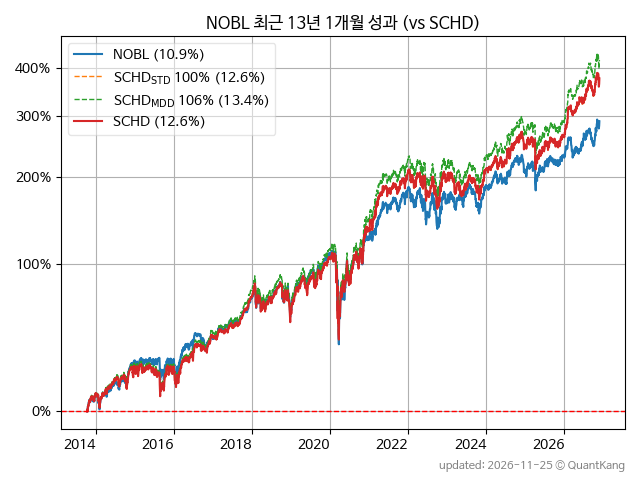 NOBL 최근 13년 1개월 성과 (vs SCHD)
NOBL (10.9%)
SCHD_STD 100% (12.6%)
SCHD_MDD 106% (13.4%)
SCHD (12.6%)
400%
300%
200%
100%
0%
2014 2016 2018 2020 2022 2024 2026
updated: 2026-11-25 © QuantKang